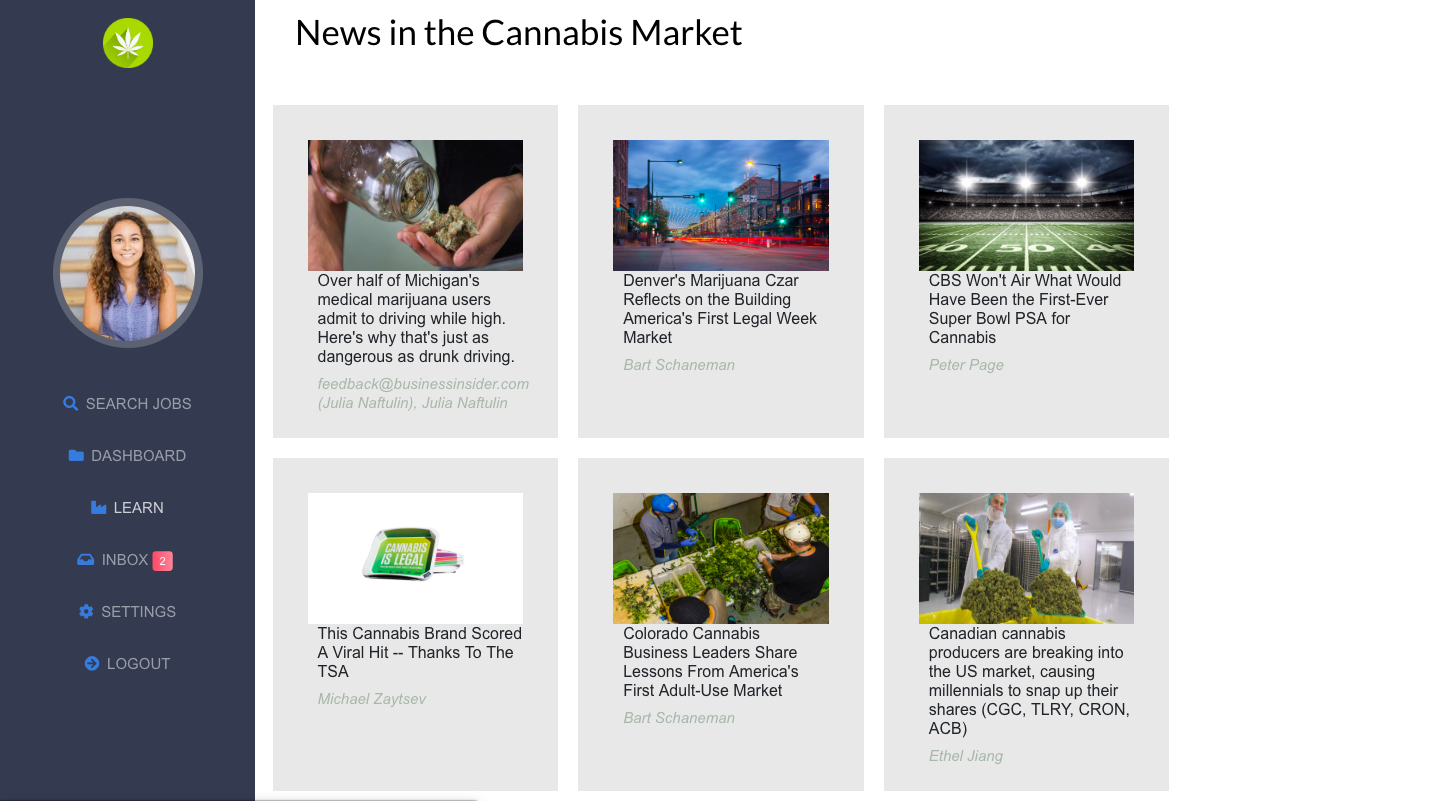 News in the Cannabis Market
SEARCH JOBS
DASHBOARD
LEARN
INBOX 2
SETTINGS
LOGOUT
Over half of Michigan's
medical marijuana users
admit to driving while high.
Here's why that's just as
dangerous as drunk driving.
feedback@businessinsider.com
(Julia Naftulin), Julia Naftulin
Denver's Marijuana Czar
Reflects on the Building
America's First Legal Week
Market
Bart Schaneman
50
CBS Won't Air What Would
Have Been the First-Ever
Super Bowl PSA for
Cannabis
Peter Page
CANNABIS
IS LEGAL
This Cannabis Brand Scored
A Viral Hit -- Thanks To The
TSA
Michael Zaytsev
Colorado Cannabis
Business Leaders Share
Lessons From America's
First Adult-Use Market
Bart Schaneman
Canadian cannabis
producers are breaking into
the US market, causing
millennials to snap up their
shares (CGC, TLRY, CRON,
ACB)
Ethel Jiang